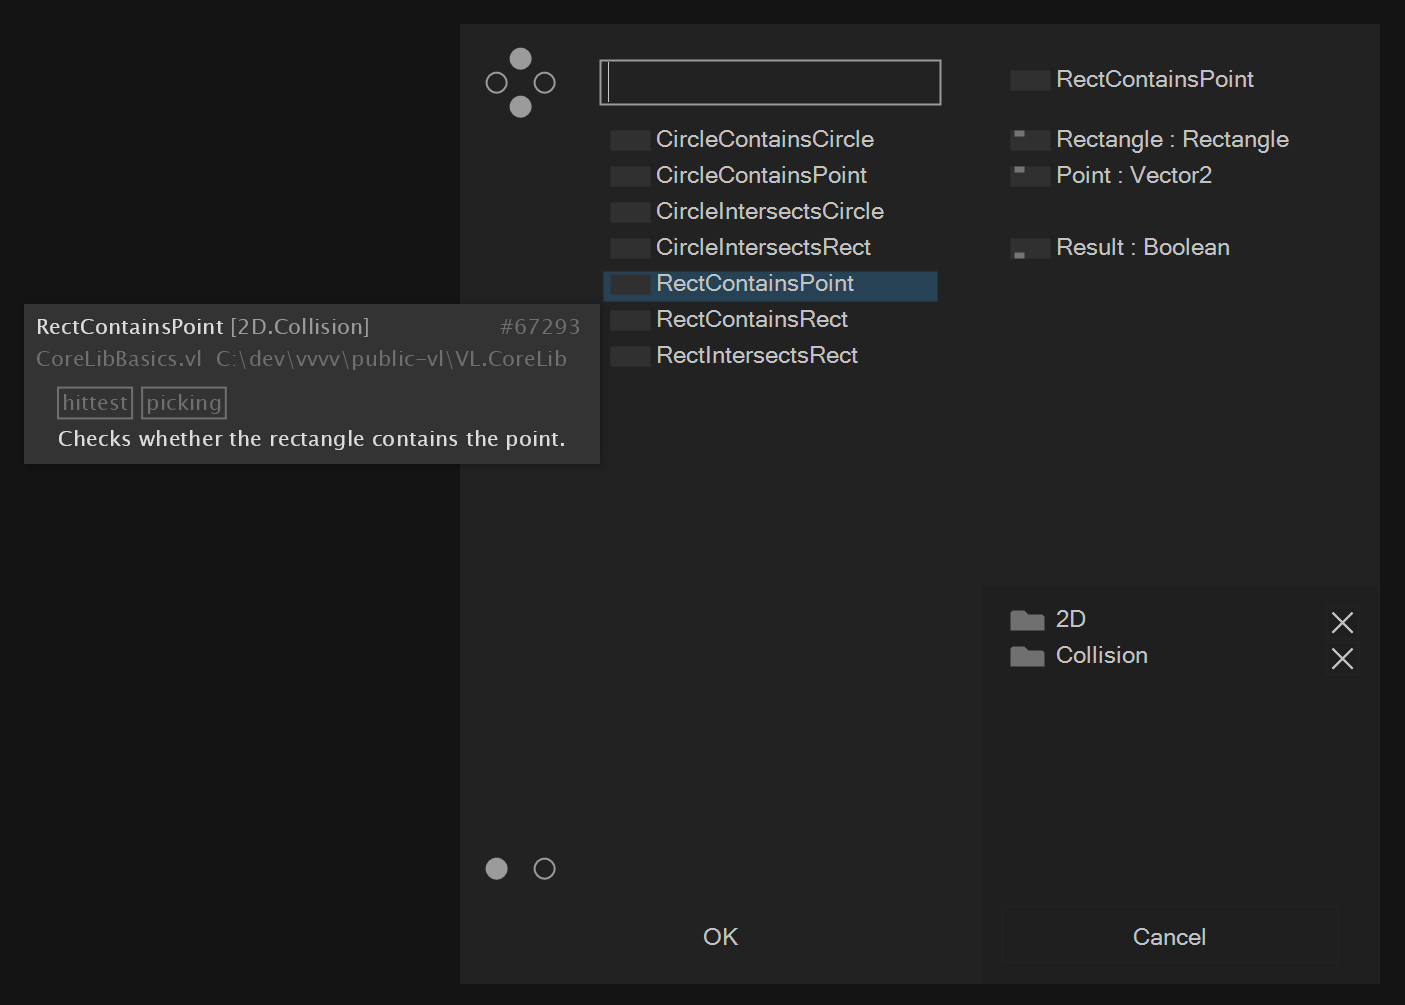 RectContainsPoint
CircleContainsCircle
Rectangle : Rectangle
CircleContainsPoint
Point : Vector2
CircleIntersectsCircle
CircleIntersectsRect
Result : Boolean
RectContainsPoint
RectContainsRect
RectIntersectsRect
RectContainsPoint [2D.Collision] #67293
CoreLibBasics.vl C:\dev\vvvv\public-vl\VL.CoreLib
hittest picking
Checks whether the rectangle contains the point.
2D
Collision
OK
Cancel